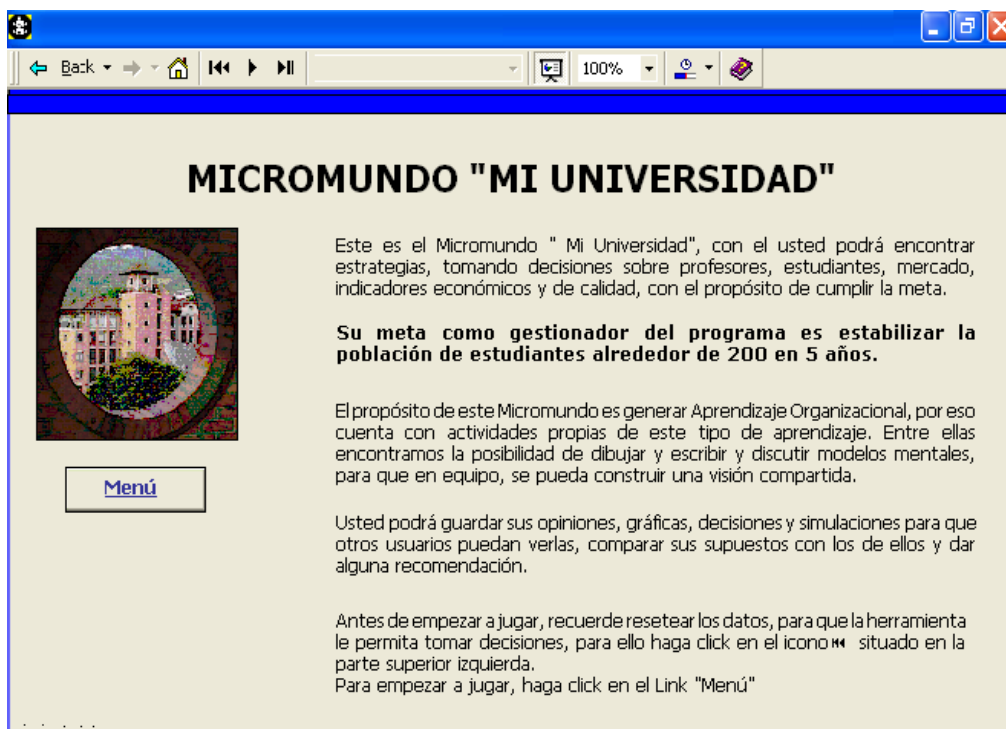 Back
100%
MICROMUNDO "MI UNIVERSIDAD"
Este es el Micromundo " Mi Universidad", con el usted podrá encontrar
estrategias, tomando decisiones sobre profesores, estudiantes, mercado,
indicadores económicos y de calidad, con el propósito de cumplir la meta.
Su meta como gestionador del programa es estabilizar la
población de estudiantes alrededor de 200 en 5 años.
El propósito de este Micromundo es generar Aprendizaje Organizacional, por eso
cuenta con actividades propias de este tipo de aprendizaje. Entre ellas
encontramos la posibilidad de dibujar y escribir y discutir modelos mentales,
para que en equipo, se pueda construir una visión compartida.
Menú
Usted podrá guardar sus opiniones, gráficas, decisiones y simulaciones para que
otros usuarios puedan verlas, comparar sus supuestos con los de ellos y dar
alguna recomendación.
Antes de empezar a jugar, recuerde resetear los datos, para que la herramienta
le permita tomar decisiones, para ello haga click en el icono situado en la
parte superior izquierda.
Para empezar a jugar, haga click en el Link "Menú"